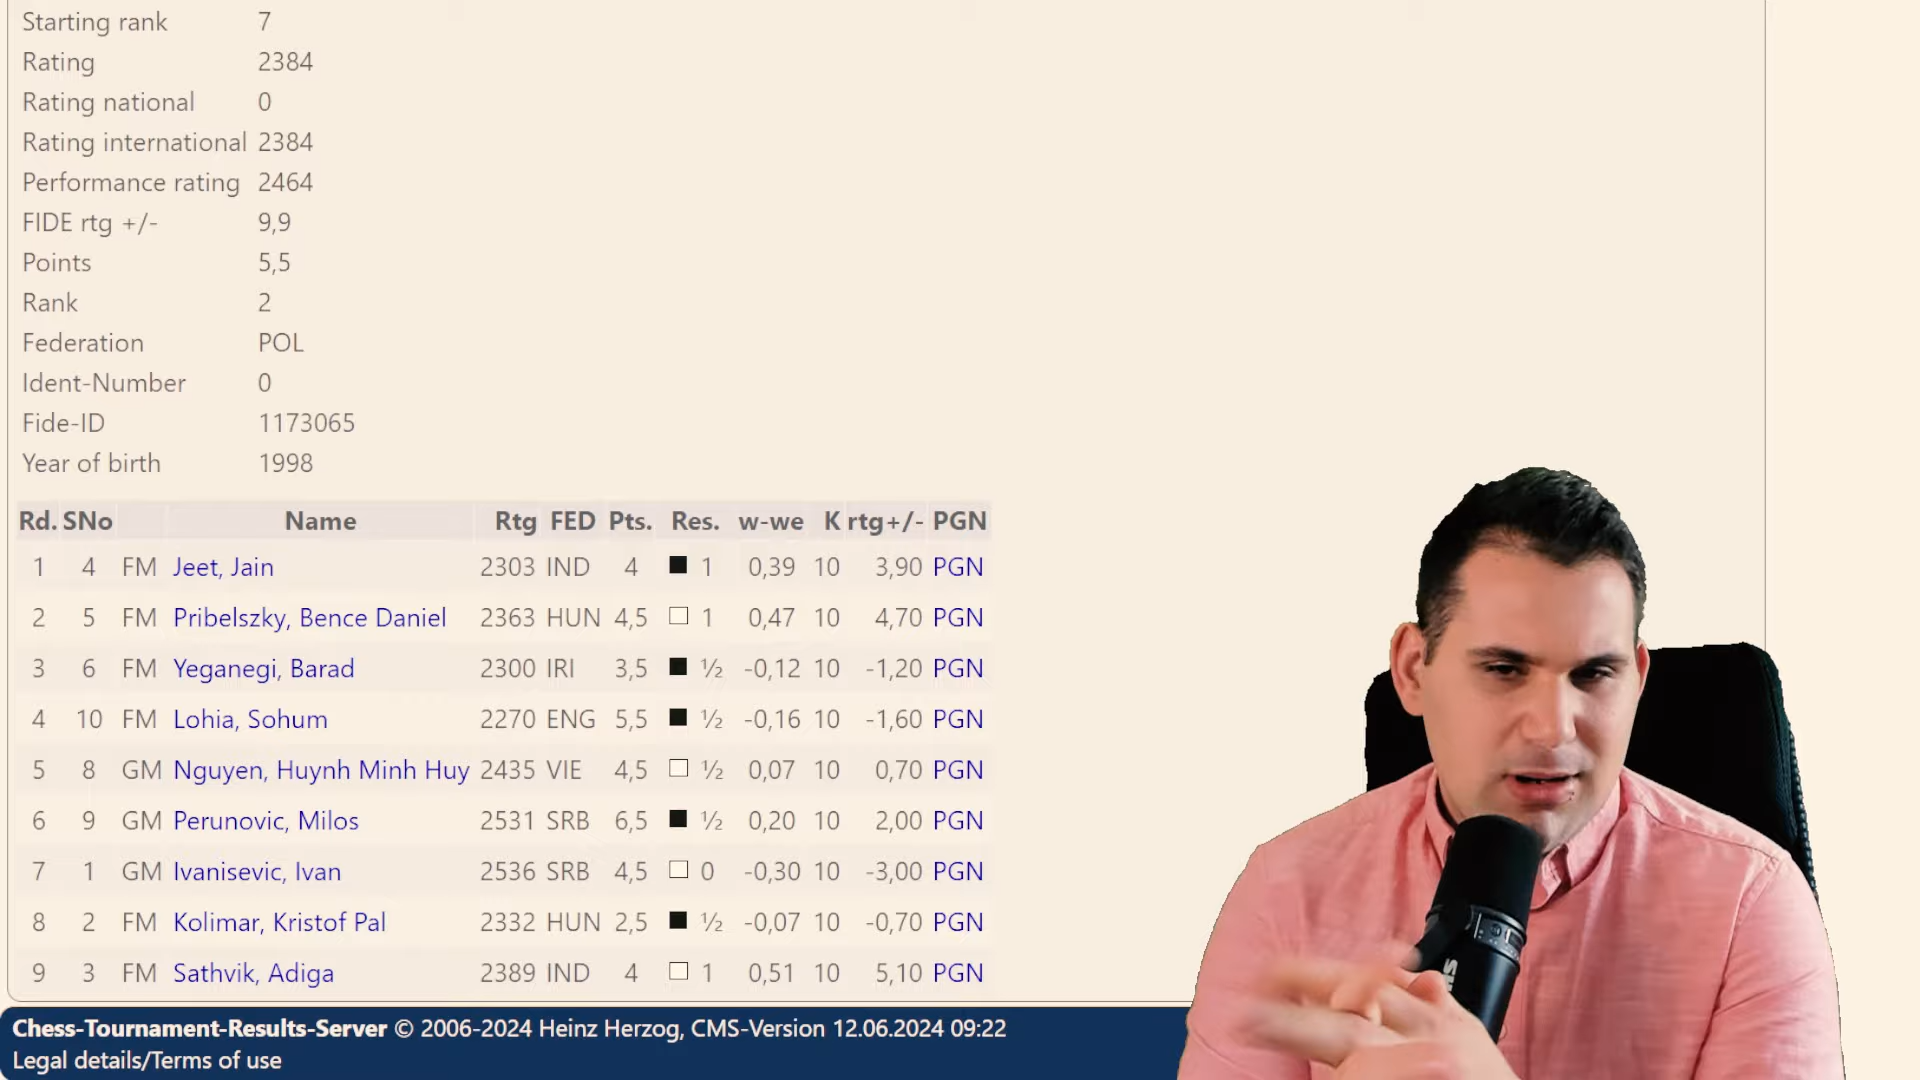 Starting rank 7
Rating 2384
Rating national 0
Rating international 2384
Performance rating 2464
FIDE rtg +/- 9,9
Points 5,5
Rank 2
Federation POL
Ident-Number 0
Fide-ID 1173065
Year of birth 1998
Rd. SNo Name Rtg FED Pts. Res. w-we K rtg+/- PGN
1 4 FM Jeet, Jain 2303 IND 4 1 0,39 10 3,90 PGN
2 5 FM Pribelszky, Bence Daniel 2363 HUN 4,5 1 0,47 10 4,70 PGN
3 6 FM Yeganegi, Barad 2300 IRI 3,5 ½ -0,12 10 -1,20 PGN
4 10 FM Lohia, Sohum 2270 ENG 5,5 ½ -0,16 10 -1,60 PGN
5 8 GM Nguyen, Huynh Minh Huy 2435 VIE 4,5 ½ 0,07 10 0,70 PGN
6 9 GM Perunovic, Milos 2531 SRB 6,5 ½ 0,20 10 2,00 PGN
7 1 GM Ivanisevic, Ivan 2536 SRB 4,5 0 -0,30 10 -3,00 PGN
8 2 FM Kolimar, Kristof Pal 2332 HUN 2,5 ½ -0,07 10 -0,70 PGN
9 3 FM Sathvik, Adiga 2389 IND 4 1 0,51 10 5,10 PGN
Chess-Tournament-Results-Server © 2006-2024 Heinz Herzog, CMS-Version 12.06.2024 09:22
Legal details/Terms of use